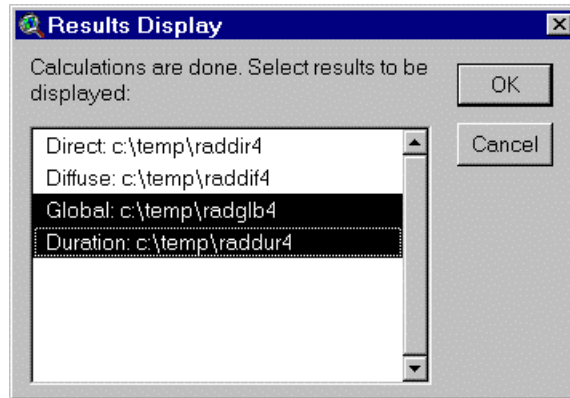 Results Display
Calculations are done. Select results to be
displayed:
OK
Cancel
Direct: c:\temp\raddir4
Diffuse: c:\temp\raddif4
Global: c:\temp\radglb4
Duration: c:\temp\raddur4